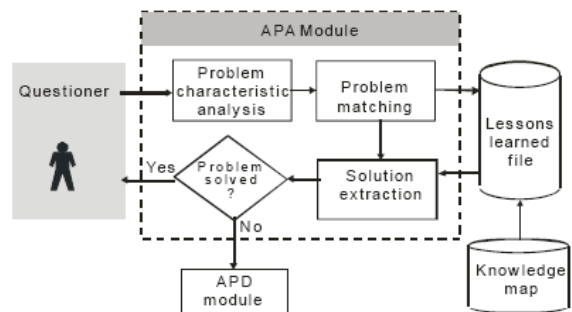 APA Module
Questioner
Problem
characteristic
analysis
Problem
matching
Lessons
learned
file
Yes
Problem
solved
?
Solution
extraction
No
APD
module
Knowledge
map